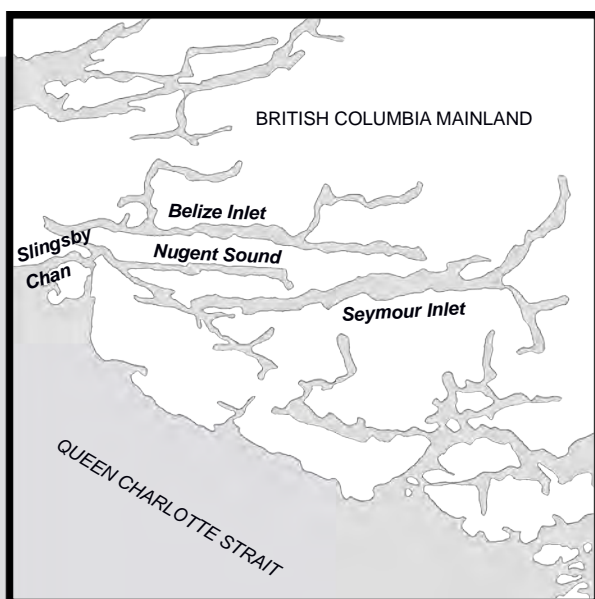 BRITISH COLUMBIA MAINLAND
Belize Inlet
Slingsby
Chan
Nugent Sound
Seymour Inlet
QUEEN CHARLOTTE STRAIT